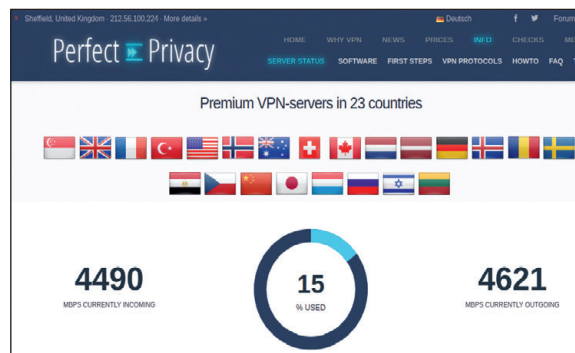 Sheffield, United Kingdom · 212.56.100.224 · More details »
Deutsch
Forum
Perfect Privacy
HOME WHY VPN NEWS PRICES INFO CHECKS
SERVER STATUS SOFTWARE FIRST STEPS VPN PROTOCOLS HOWTO FAQ
Premium VPN-servers in 23 countries
4490
MBPS CURRENTLY INCOMING
15
% USED
4621
MBPS CURRENTLY OUTGOING